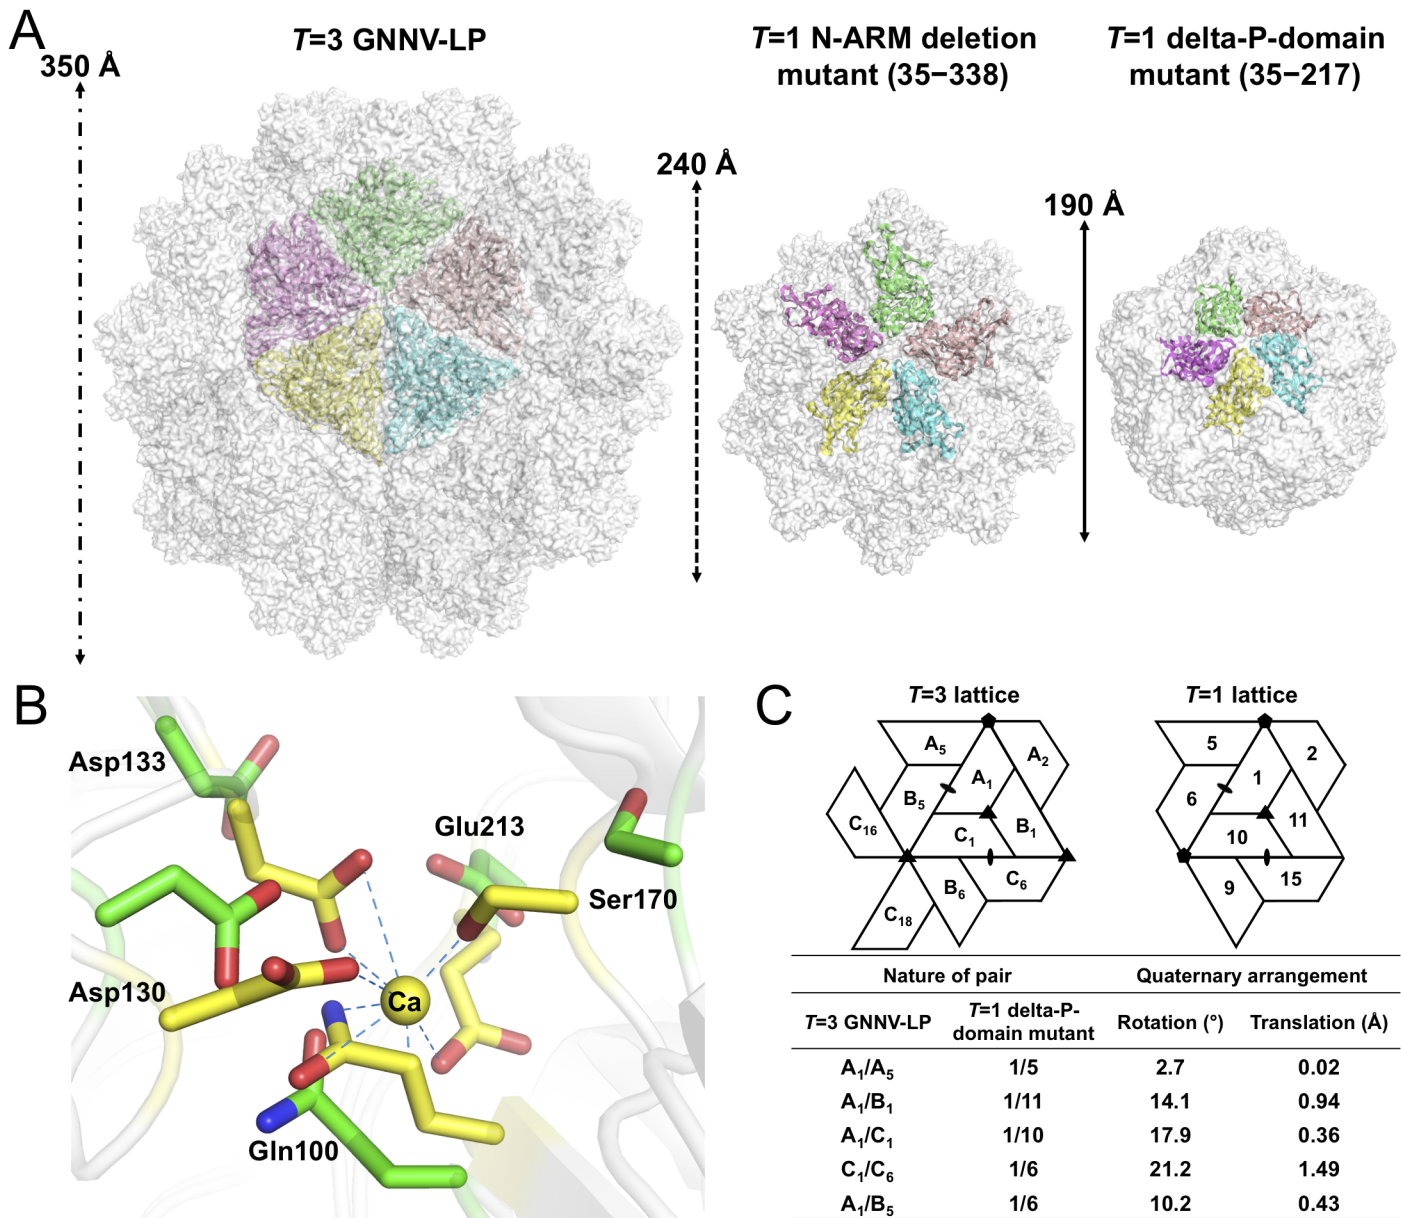 A
T=3 GNNV-LP
T=1 N-ARM deletion
mutant (35−338)
T=1 delta-P-domain
mutant (35−217)
350 Å
240 Å
190 Å
B
Asp133
Glu213
Ser170
Asp130
Ca
Gln100
C
T=3 lattice
T=1 lattice
A5
A2
A1
B5
C16
C1
B1
B6
C6
C18
5
2
1
6
10
11
9
15
Nature of pair
Quaternary arrangement
T=3 GNNV-LP
T=1 delta-P-
domain mutant
Rotation (°)
Translation (Å)
A1/A5 1/5 2.7 0.02
A1/B1 1/11 14.1 0.94
A1/C1 1/10 17.9 0.36
C1/C6 1/6 21.2 1.49
A1/B5 1/6 10.2 0.43